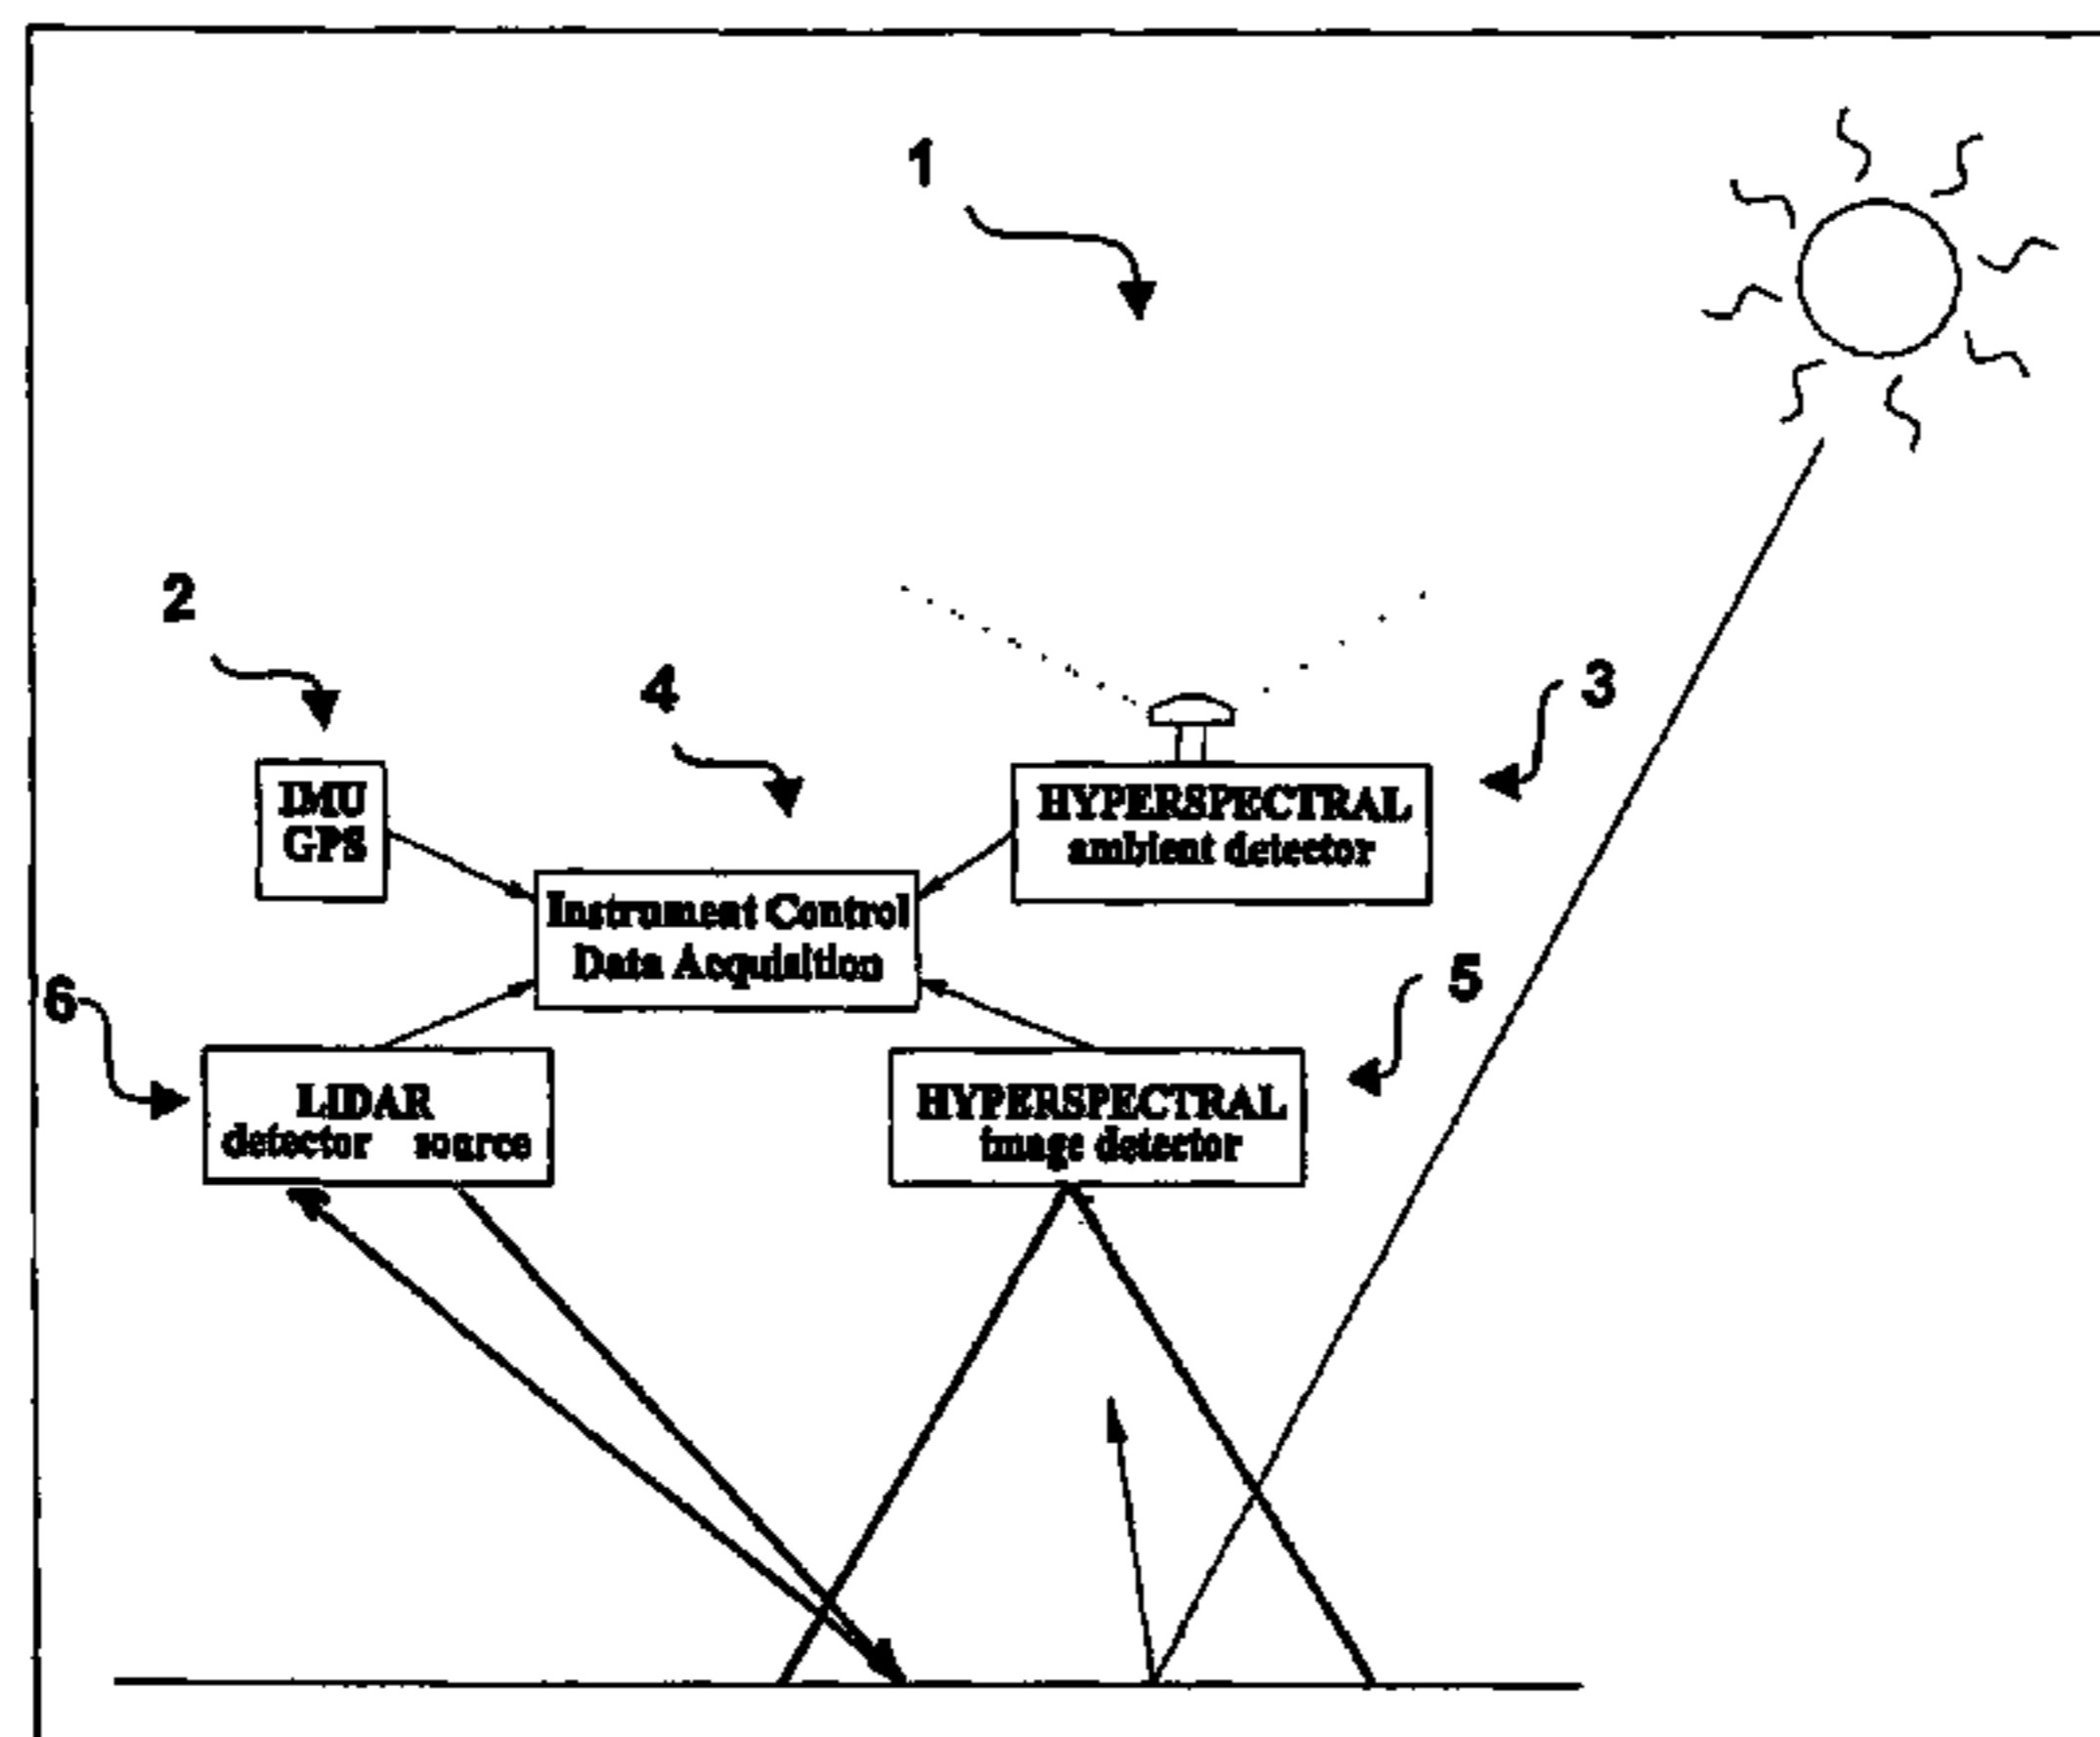 1
2
4
3
IMU
GPS
HYPERSPECTRAL
ambient detector
Instrument Control
Data Acquisition
6
5
LIDAR
detector source
HYPERSPECTRAL
image detector